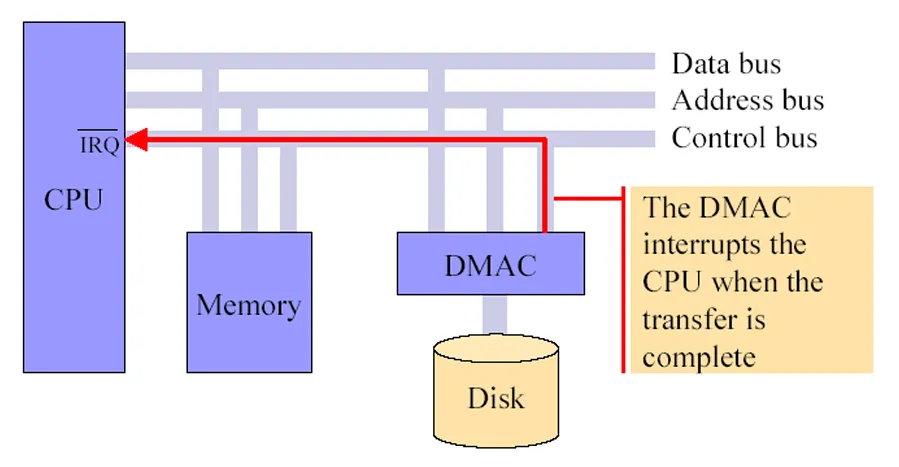 Data bus
Address bus
Control bus
IRQ
CPU
Memory
DMAC
Disk
The DMAC
interrupts the
CPU when the
transfer is
complete